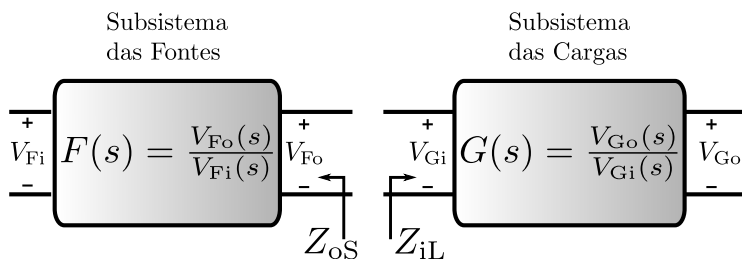 Subsistema
das Fontes
Subsistema
das Cargas
+ + + +
V_Fi F(s) = V_Fo(s)/V_Fi(s) V_Fo V_Gi G(s) = V_Go(s)/V_Gi(s) V_Go
− − − −
Z_oS Z_iL